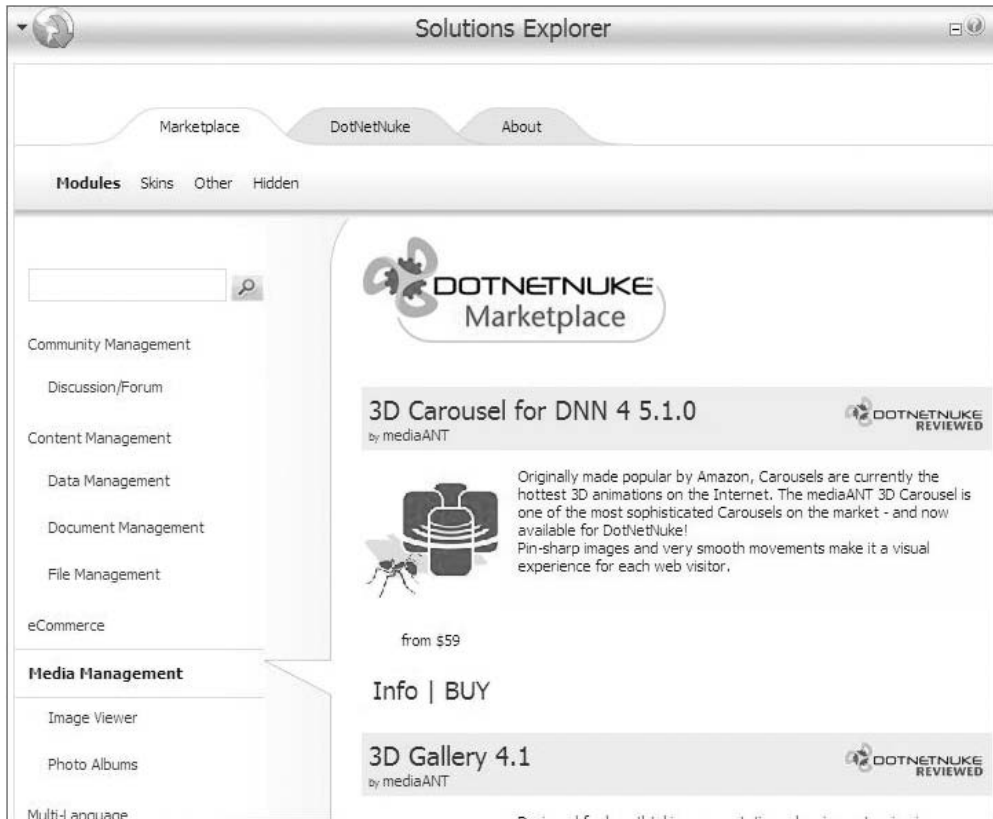 Solutions Explorer
Marketplace
DotNetNuke
About
Modules Skins Other Hidden
Community Management
Discussion/Forum
Content Management
Data Management
Document Management
File Management
eCommerce
Media Management
Image Viewer
Photo Albums
Multi-Language
DOTNETNUKE
Marketplace
3D Carousel for DNN 4 5.1.0
by mediaANT
DOTNETNUKE
REVIEWED
Originally made popular by Amazon, Carousels are currently the
hottest 3D animations on the Internet. The mediaANT 3D Carousel is
one of the most sophisticated Carousels on the market - and now
available for DotNetNuke!
Pin-sharp images and very smooth movements make it a visual
experience for each web visitor.
from $59
Info | BUY
3D Gallery 4.1
by mediaANT
DOTNETNUKE
REVIEWED